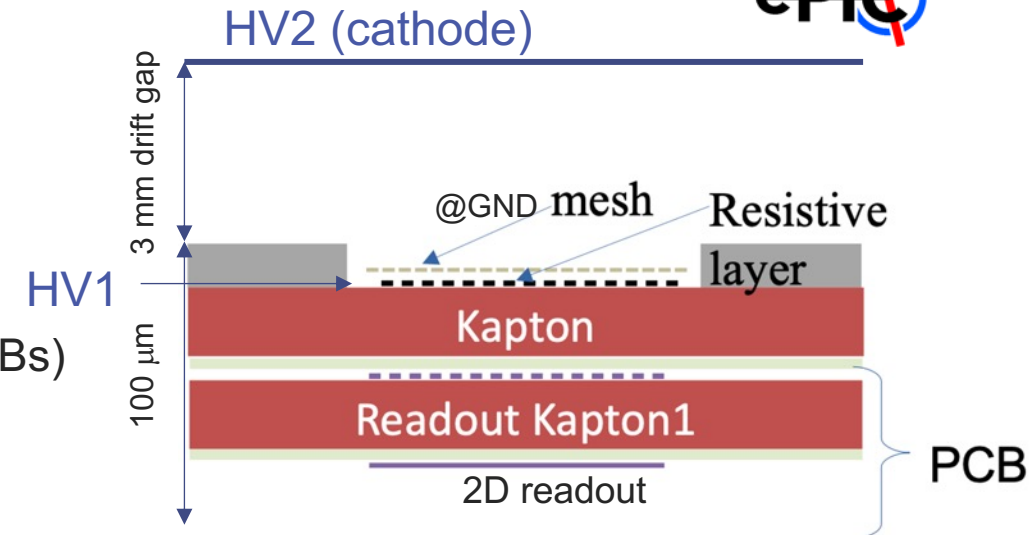 ePIC
HV2 (cathode)
3 mm drift gap
@GND mesh
Resistive
layer
HV1
Kapton
Bs)
100 μm
Readout Kapton1
PCB
2D readout